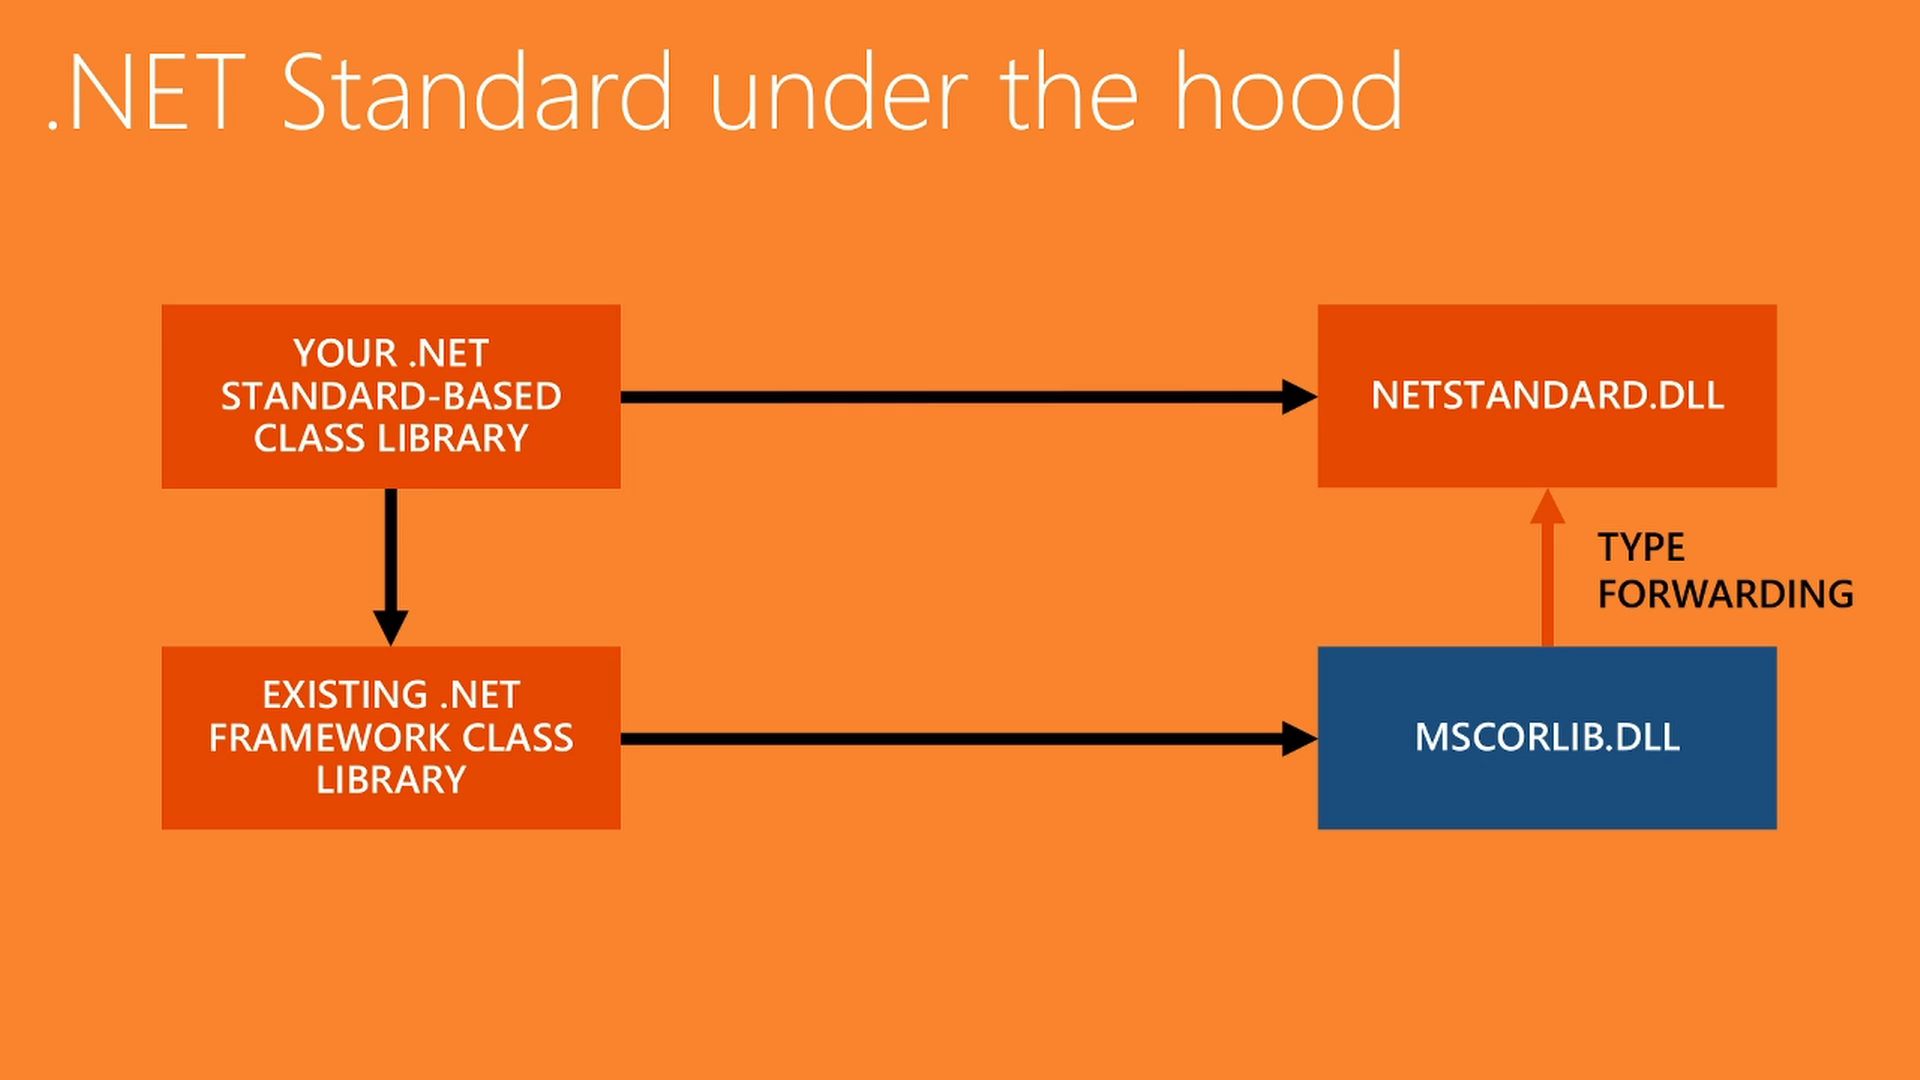 .NET Standard under the hood
YOUR .NET
STANDARD-BASED
CLASS LIBRARY
NETSTANDARD.DLL
TYPE
FORWARDING
EXISTING .NET
FRAMEWORK CLASS
LIBRARY
MSCORLIB.DLL